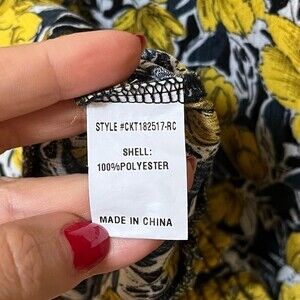 STYLE #CKT182517-RC
SHELL:
100%POLYESTER
MADE IN CHINA